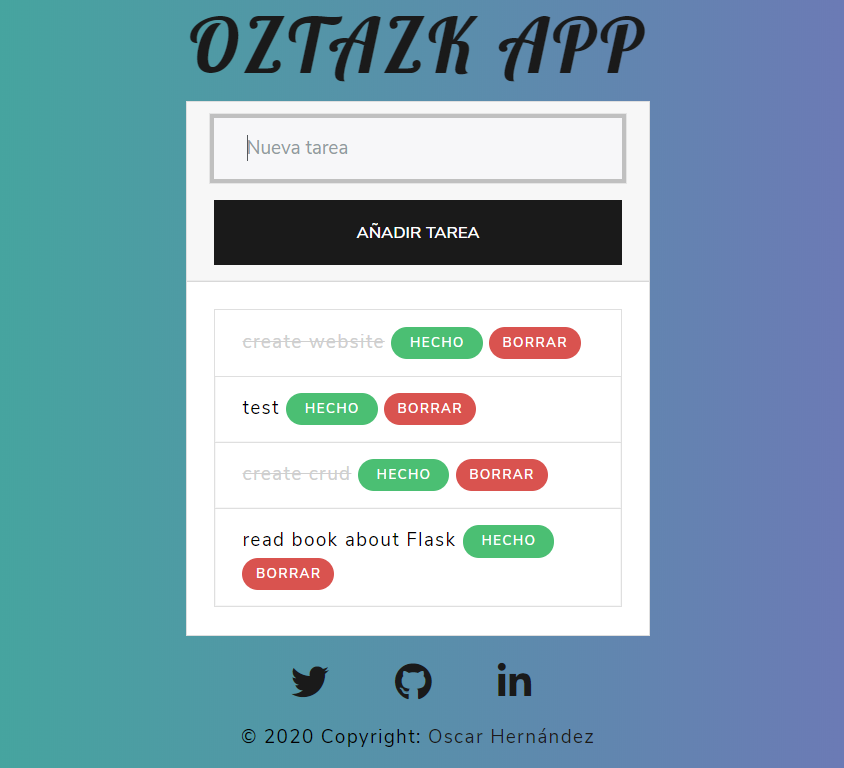 OZTAZK APP
Nueva tarea
AÑADIR TAREA
create website HECHO BORRAR
test HECHO BORRAR
create crud HECHO BORRAR
read book about Flask HECHO
BORRAR
© 2020 Copyright: Oscar Hernández